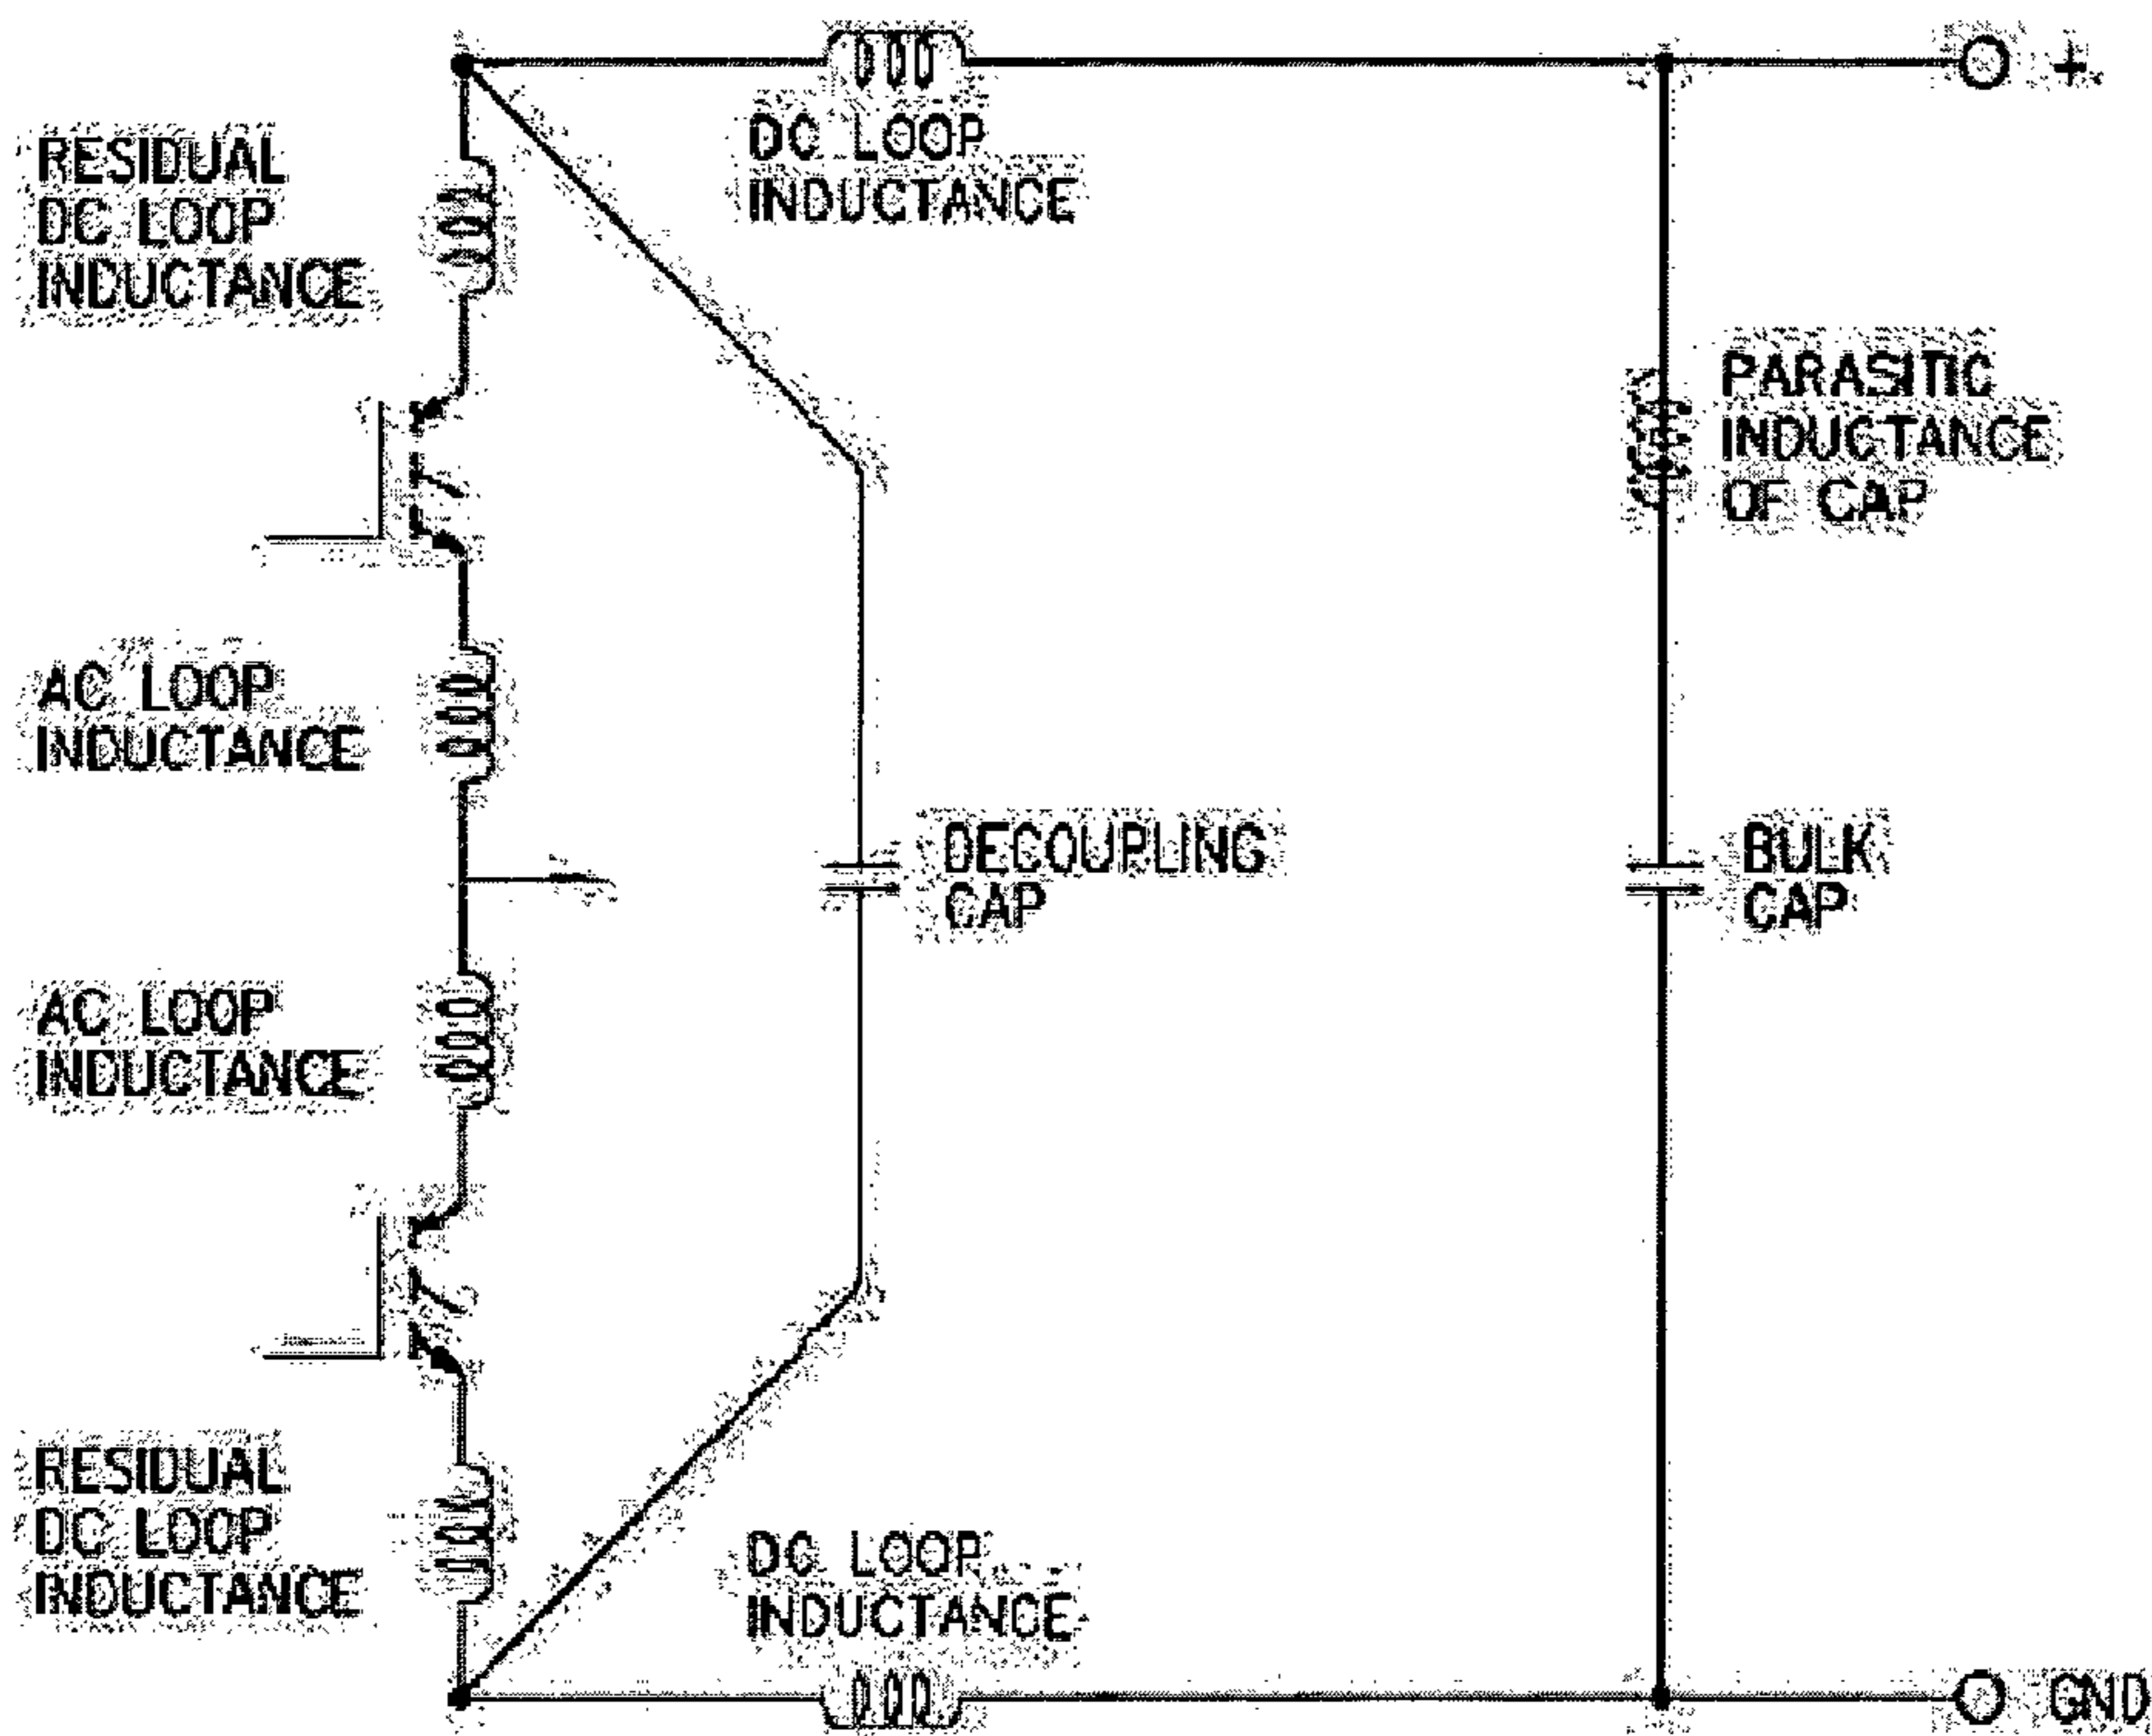 +
DC LOOP
INDUCTANCE
RESIDUAL
DC LOOP
INDUCTANCE
PARASITIC
INDUCTANCE
OF CAP
AC LOOP
INDUCTANCE
DECOUPLING
CAP
BULK
CAP
AC LOOP
INDUCTANCE
RESIDUAL
DC LOOP
INDUCTANCE
DC LOOP
INDUCTANCE
GND